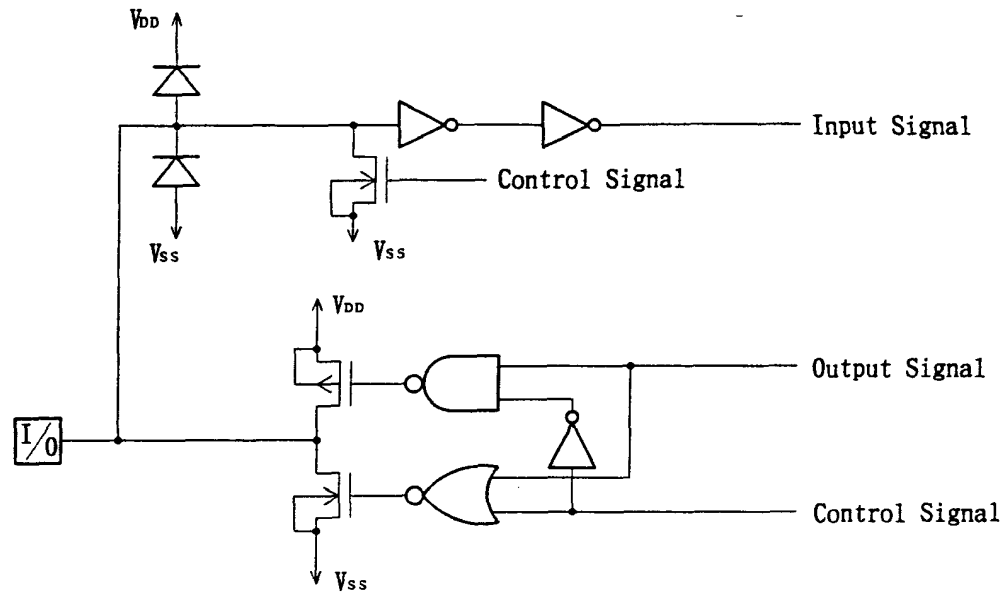 VDD
Input Signal
Control Signal
Vss
Vss
VDD
Output Signal
I/O
Control Signal
Vss